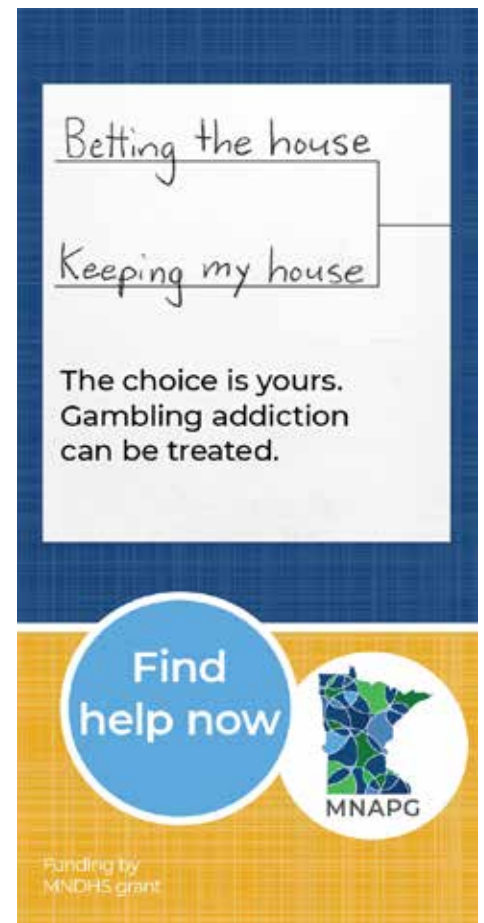 Betting the house
Keeping my house
The choice is yours.
Gambling addiction
can be treated.
Find
help now
MNAPG
Funding by
MNDHS grant